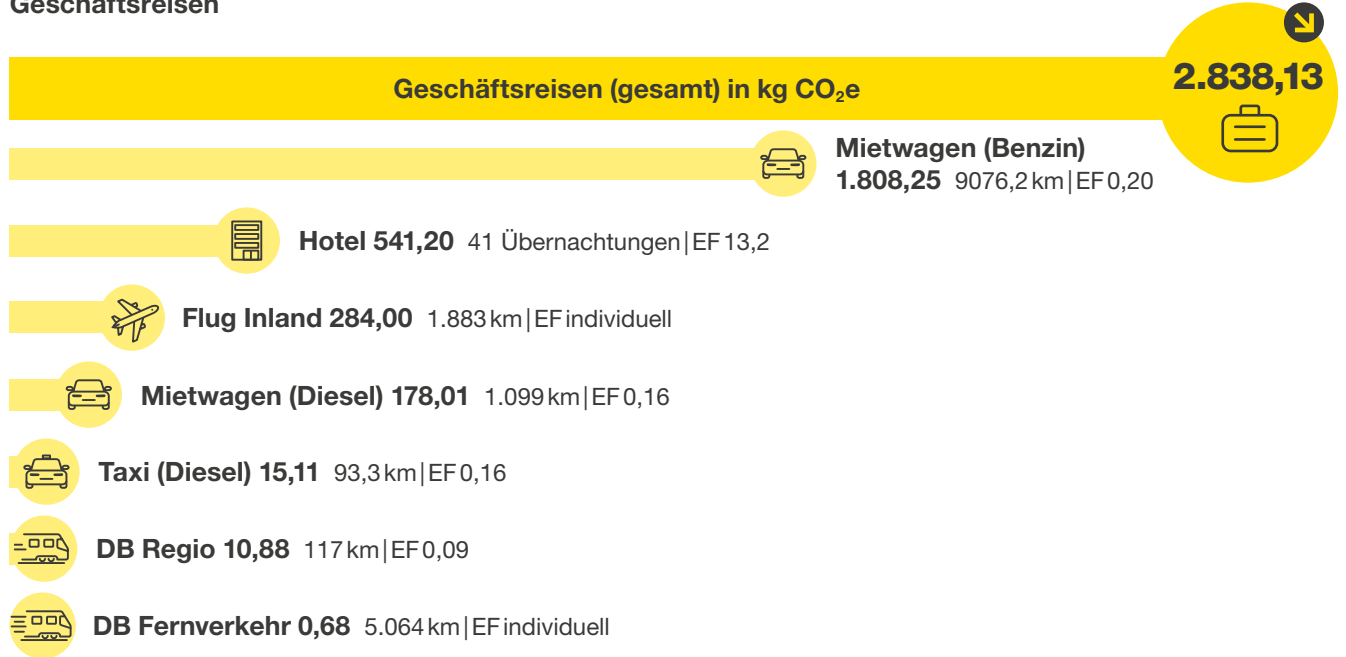 Geschäftsreisen
Geschäftsreisen (gesamt) in kg CO₂e
2.838,13
Mietwagen (Benzin)
1.808,25 9076,2 km | EF 0,20
Hotel 541,20 41 Übernachtungen | EF 13,2
Flug Inland 284,00 1.883 km | EF individuell
Mietwagen (Diesel) 178,01 1.099 km | EF 0,16
Taxi (Diesel) 15,11 93,3 km | EF 0,16
DB Regio 10,88 117 km | EF 0,09
DB Fernverkehr 0,68 5.064 km | EF individuell